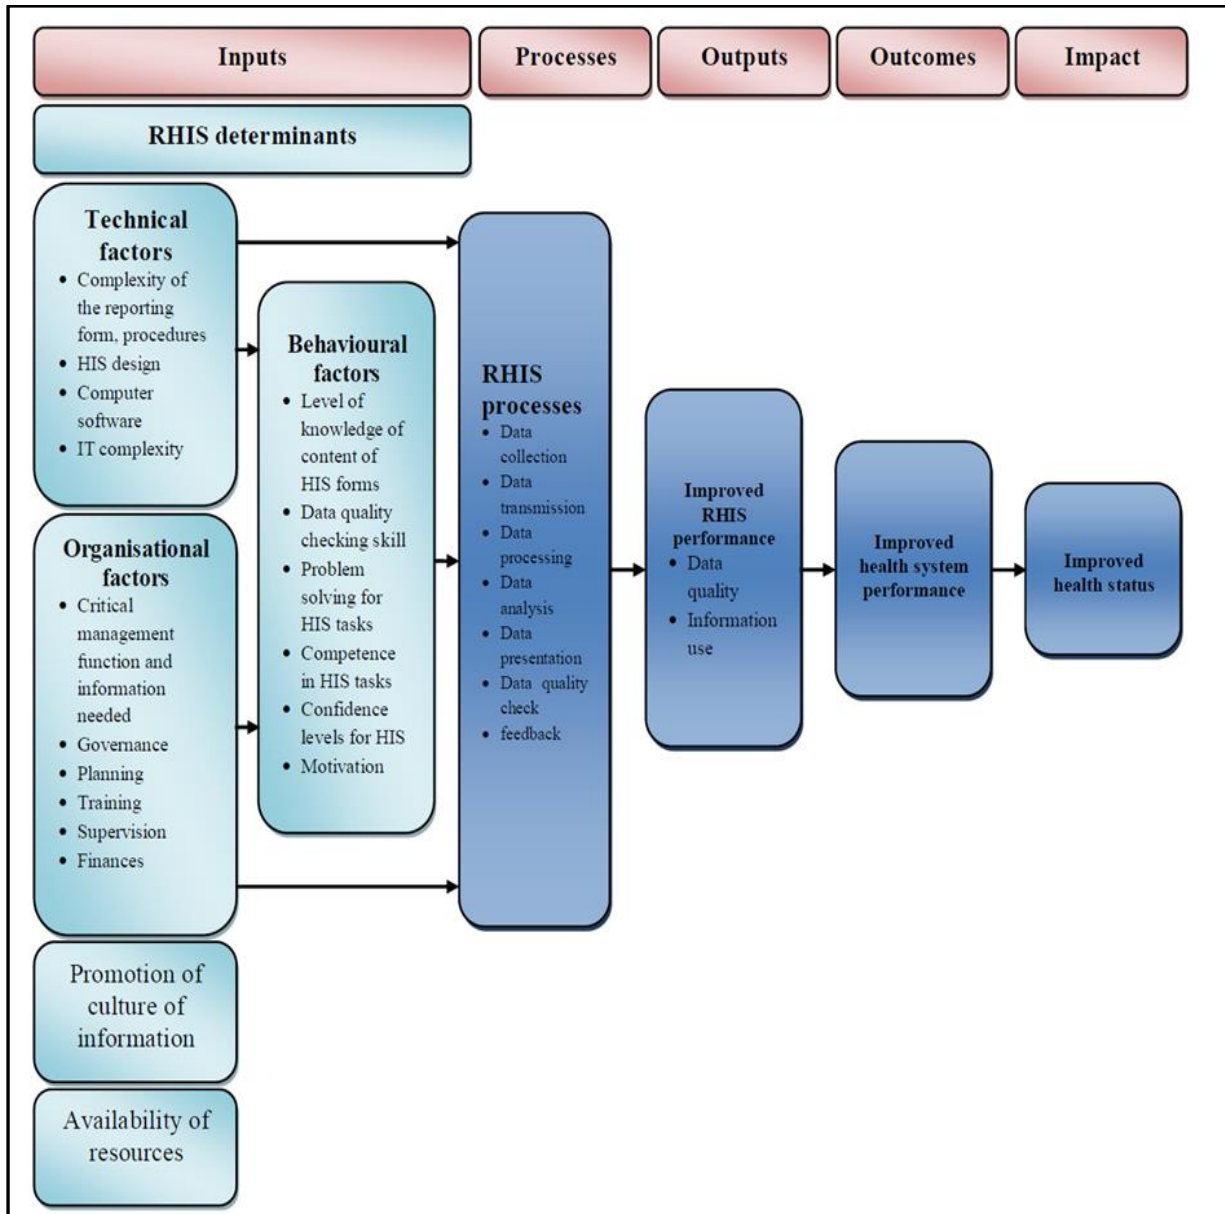 Inputs
Processes
Outputs
Outcomes
Impact
RHIS determinants
Technical
factors
• Complexity of
the reporting
form, procedures
• HIS design
• Computer
software
• IT complexity
Organisational
factors
• Critical
management
function and
information
needed
• Governance
• Planning
• Training
• Supervision
• Finances
Promotion of
culture of
information
Availability of
resources
Behavioural
factors
• Level of
knowledge of
content of
HIS forms
• Data quality
checking skill
• Problem
solving for
HIS tasks
• Competence
in HIS tasks
• Confidence
levels for HIS
• Motivation
RHIS
processes
• Data
collection
• Data
transmission
• Data
processing
• Data
analysis
• Data
presentation
• Data quality
check
• feedback
Improved
RHIS
performance
• Data
quality
• Information
use
Improved
health system
performance
Improved
health status